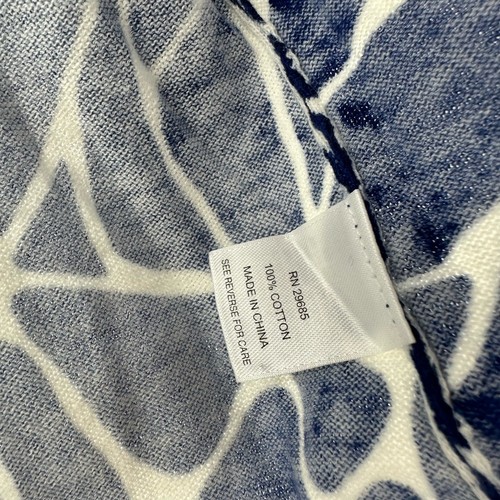 RN 29685
100% COTTON
MADE IN CHINA
SEE REVERSE FOR CARE